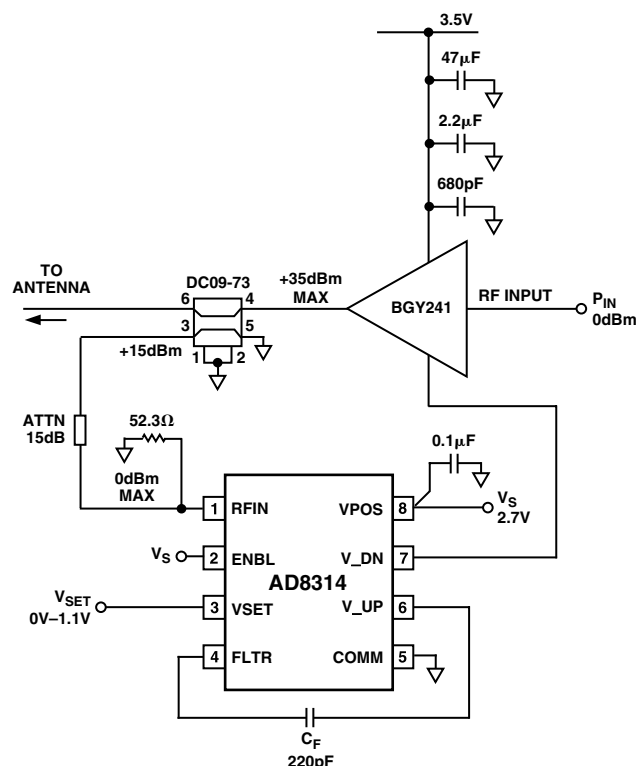 3.5V
47µF
2.2µF
680pF
TO
ANTENNA
DC09-73
+35dBm
MAX
BGY241
RF INPUT
P_IN
0dBm
6
4
3
5
+15dBm
1
2
ATTN
15dB
52.3Ω
0dBm
MAX
0.1µF
1 RFIN
VPOS 8
V_S
2.7V
V_S
2 ENBL
V_DN 7
AD8314
V_SET
0V–1.1V
3 VSET
V_UP 6
4 FLTR
COMM 5
C_F
220pF